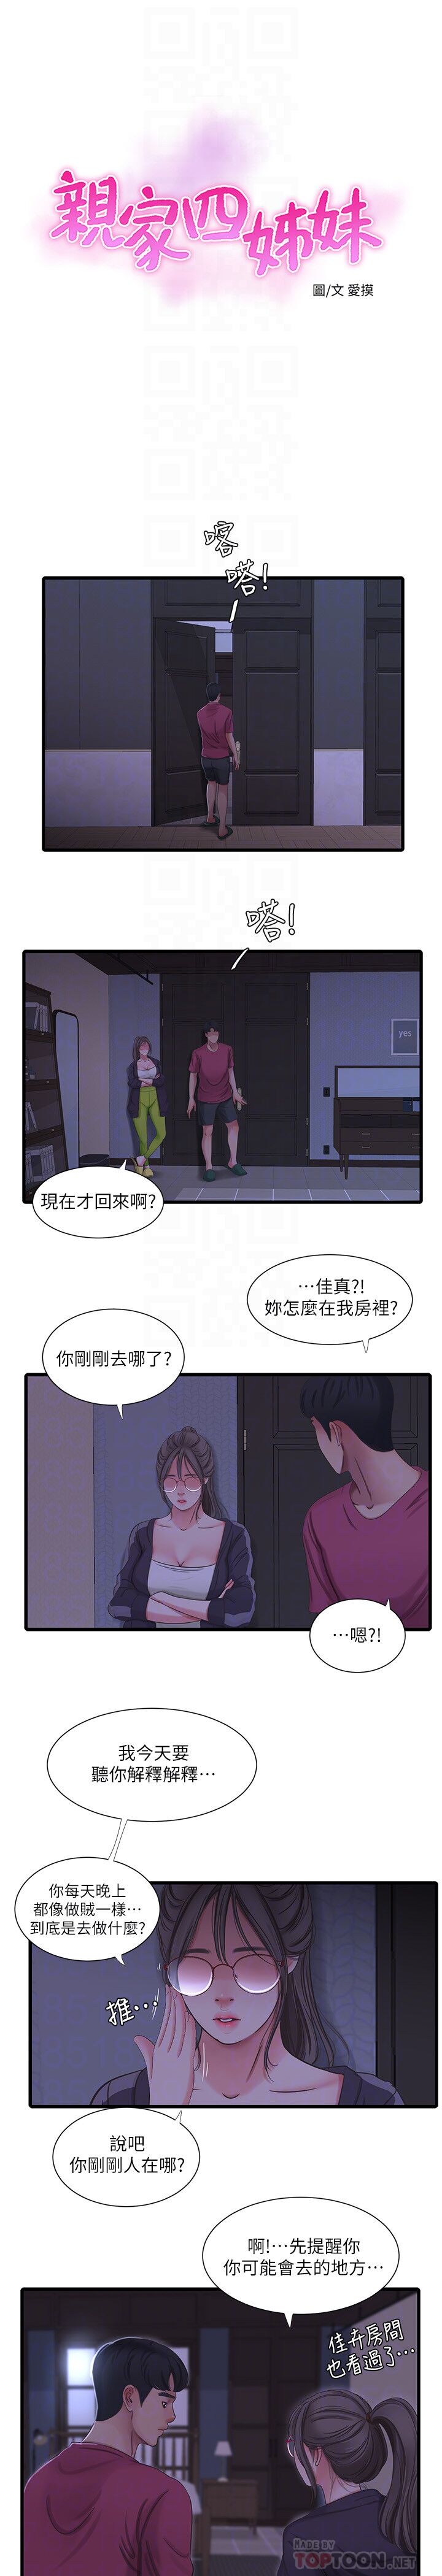 親家四姊妹
圖/文 愛摸
喀
嗒!
嗒!
yes
現在才回來啊?
…佳真?!
妳怎麼在我房裡?
你剛剛去哪了?
…嗯?!
我今天要
聽你解釋解釋…
你每天晚上
都像做賊一樣…
到底是去做什麼?
推…
說吧
你剛剛人在哪?
啊!…先提醒你
你可能會去的地方…
佳卉房間
也看過了…
MADE BY
TOPTOON.NET